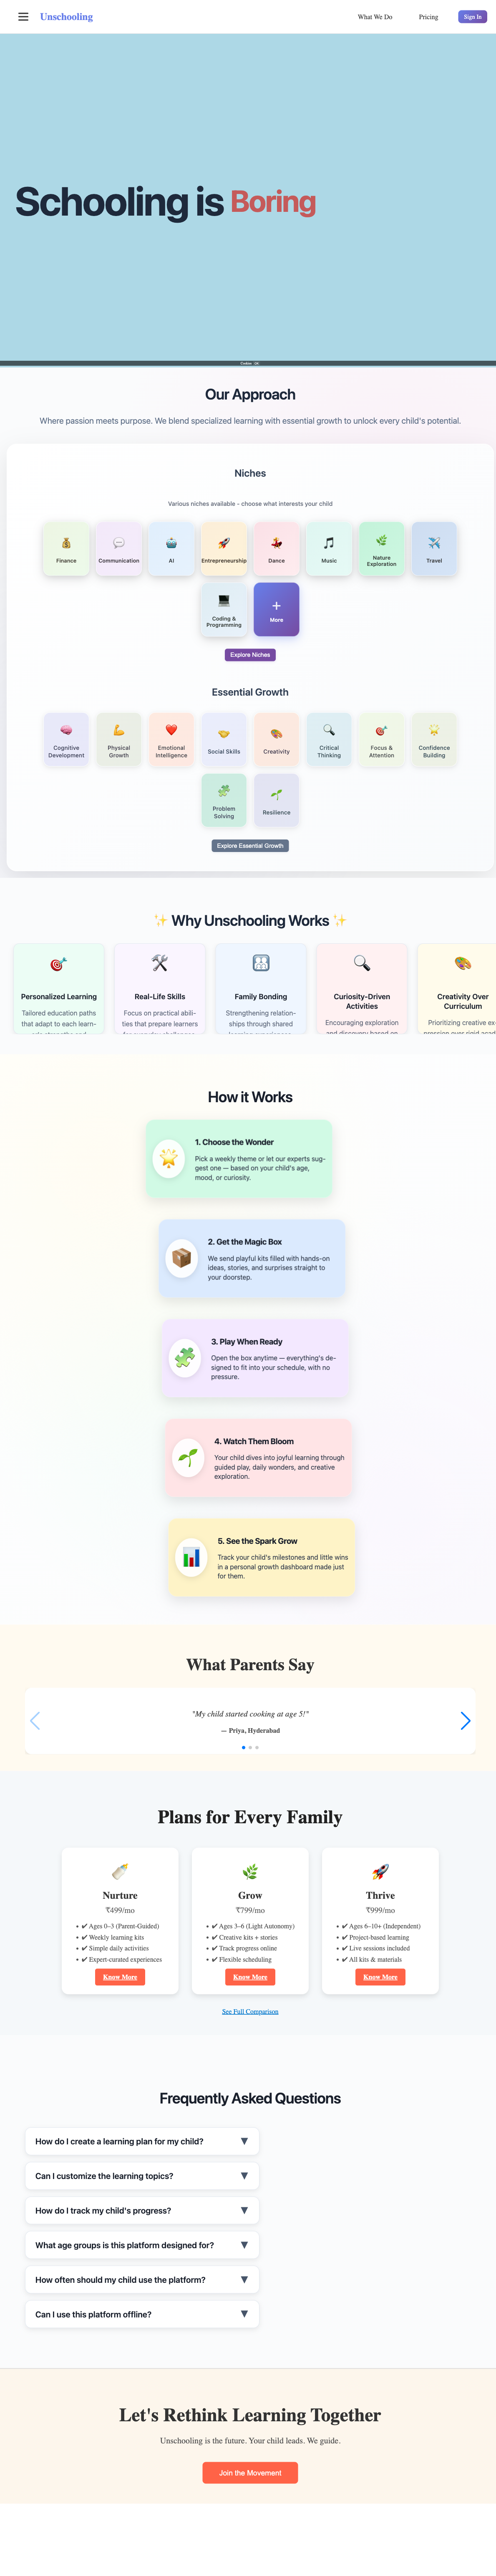 Unschooling
What We Do
Pricing
Sign In
Schooling is Boring
Cookies OK
Our Approach
Where passion meets purpose. We blend specialized learning with essential growth to unlock every child's potential.
Niches
Various niches available - choose what interests your child
Finance
Communication
AI
Entrepreneurship
Dance
Music
Nature
Exploration
Travel
Coding &
Programming
+
More
Explore Niches
Essential Growth
Cognitive
Development
Physical
Growth
Emotional
Intelligence
Social Skills
Creativity
Critical
Thinking
Focus &
Attention
Confidence
Building
Problem
Solving
Resilience
Explore Essential Growth
✨ Why Unschooling Works ✨
Personalized Learning
Tailored education paths
that adapt to each learn-
Real-Life Skills
Focus on practical abili-
ties that prepare learners
Family Bonding
Strengthening relation-
ships through shared
Curiosity-Driven
Activities
Encouraging exploration
Creativity Over
Curriculum
Prioritizing creative ex-
How it Works
1. Choose the Wonder
Pick a weekly theme or let our experts sug-
gest one — based on your child's age,
mood, or curiosity.
2. Get the Magic Box
We send playful kits filled with hands-on
ideas, stories, and surprises straight to
your doorstep.
3. Play When Ready
Open the box anytime — everything's de-
signed to fit into your schedule, with no
pressure.
4. Watch Them Bloom
Your child dives into joyful learning through
guided play, daily wonders, and creative
exploration.
5. See the Spark Grow
Track your child's milestones and little wins
in a personal growth dashboard made just
for them.
What Parents Say
"My child started cooking at age 5!"
— Priya, Hyderabad
Plans for Every Family
Nurture
₹499/mo
• ✔ Ages 0–3 (Parent-Guided)
• ✔ Weekly learning kits
• ✔ Simple daily activities
• ✔ Expert-curated experiences
Know More
Grow
₹799/mo
• ✔ Ages 3–6 (Light Autonomy)
• ✔ Creative kits + stories
• ✔ Track progress online
• ✔ Flexible scheduling
Know More
Thrive
₹999/mo
• ✔ Ages 6–10+ (Independent)
• ✔ Project-based learning
• ✔ Live sessions included
• ✔ All kits & materials
Know More
See Full Comparison
Frequently Asked Questions
How do I create a learning plan for my child? ▼
Can I customize the learning topics? ▼
How do I track my child's progress? ▼
What age groups is this platform designed for? ▼
How often should my child use the platform? ▼
Can I use this platform offline? ▼
Let's Rethink Learning Together
Unschooling is the future. Your child leads. We guide.
Join the Movement